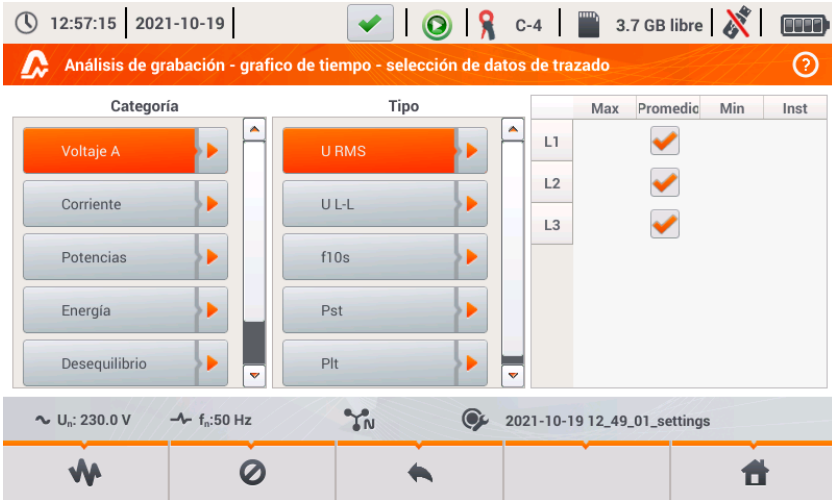 12:57:15 2021-10-19 C-4 3.7 GB libre
Análisis de grabación - grafico de tiempo - selección de datos de trazado ?
Categoría
Voltaje A
Corriente
Potencias
Energía
Desequilibrio
Tipo
U RMS
U L-L
f10s
Pst
Plt
Max Promedio Min Inst
L1
L2
L3
Uₙ: 230.0 V fₙ:50 Hz N 2021-10-19 12_49_01_settings